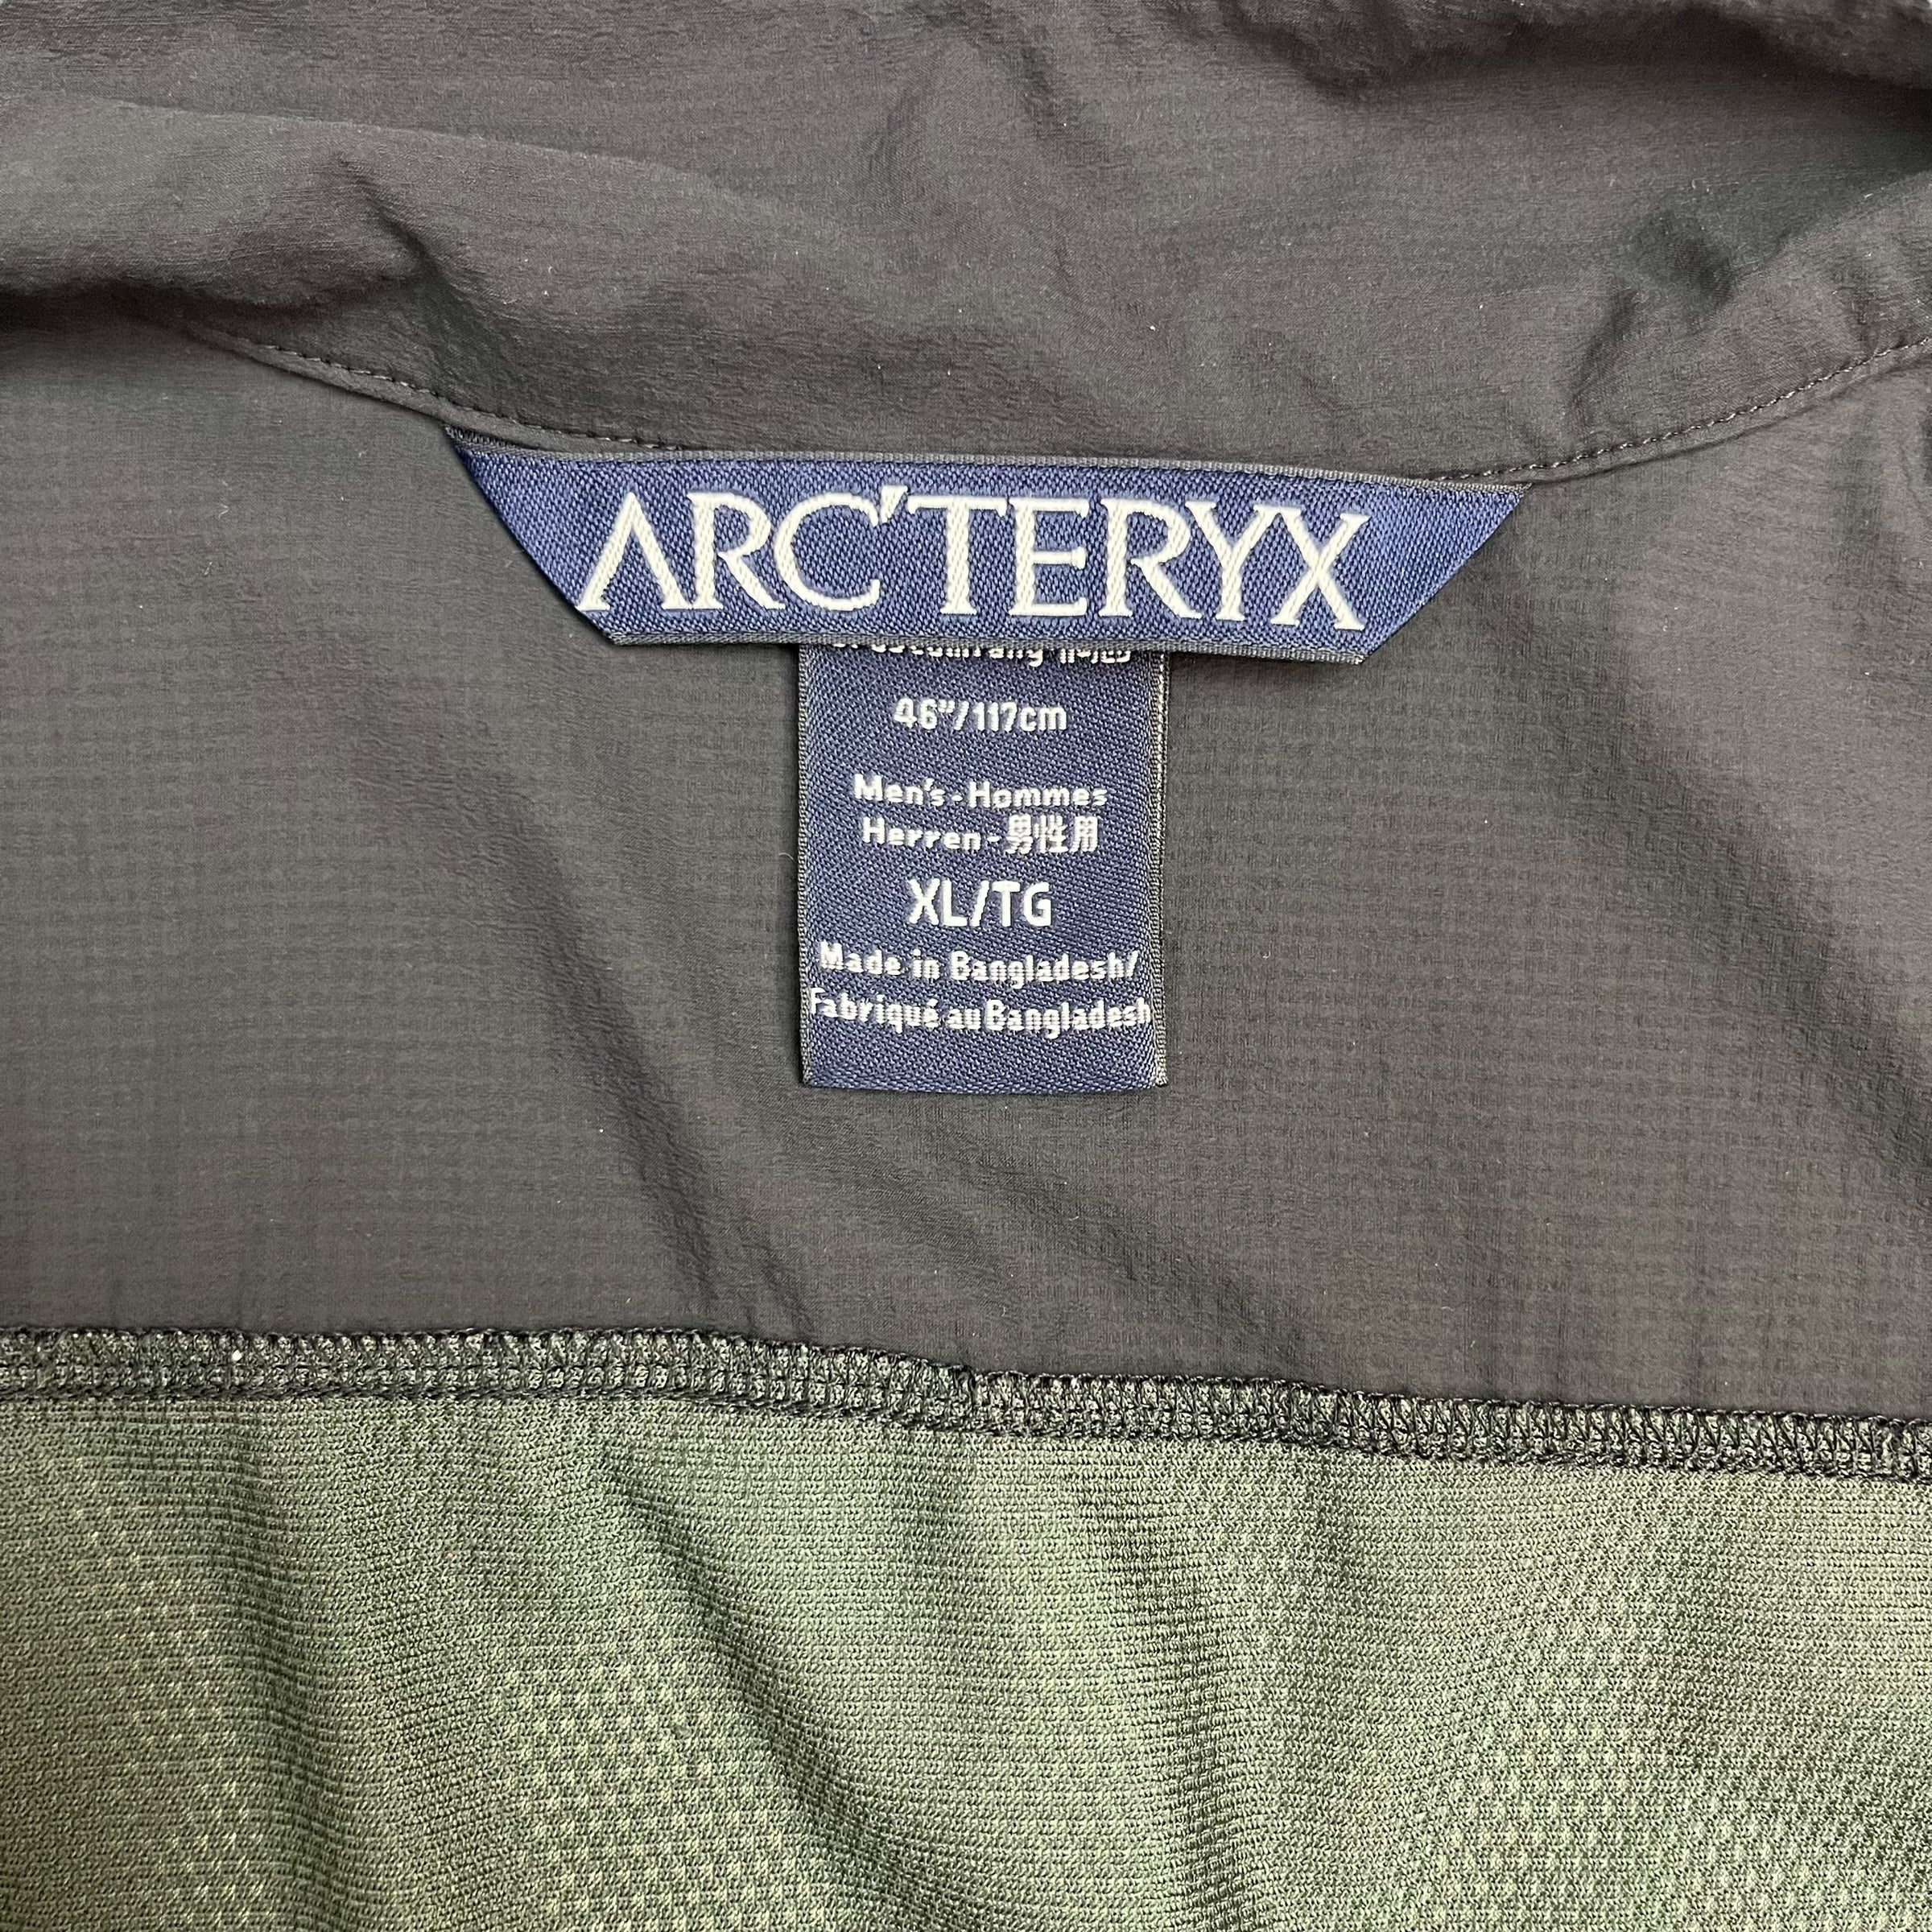 ARC'TERYX
46"/117cm
Men's-Hommes
Herren-男性用
XL/TG
Made in Bangladesh/
Fabriqué au Bangladesh